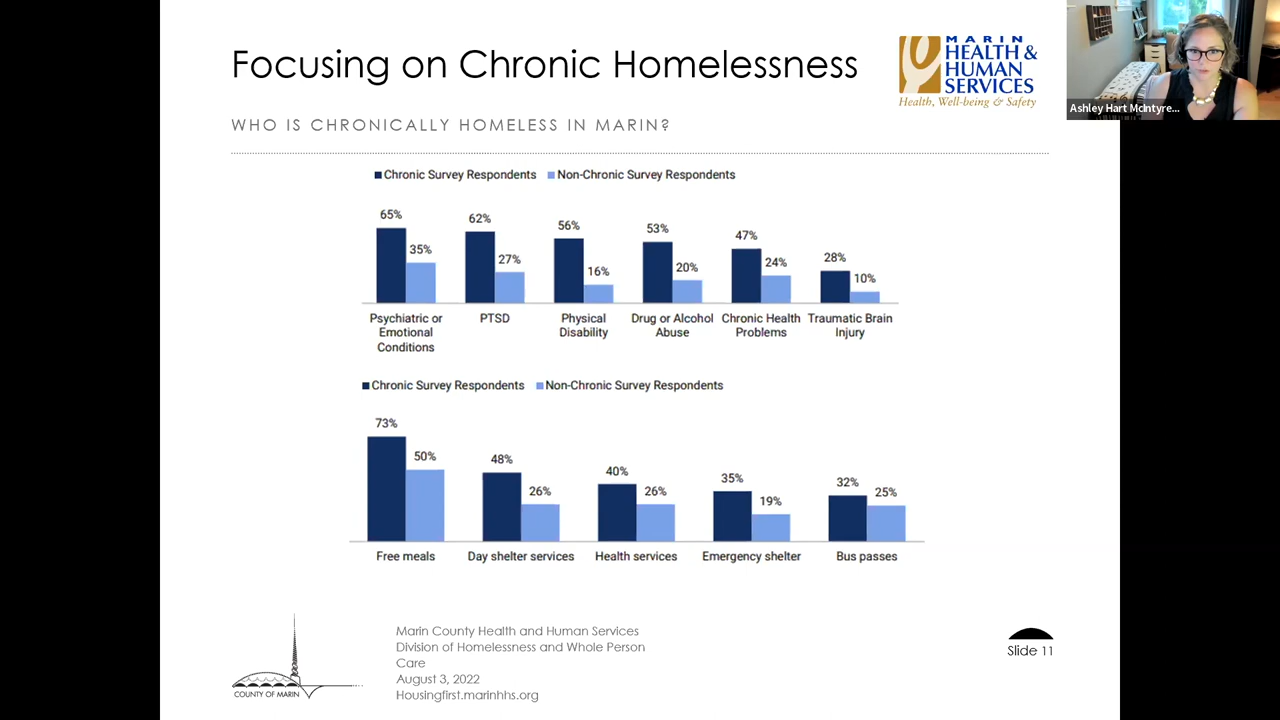 Focusing on Chronic Homelessness
MARIN
HEALTH &
HUMAN
SERVICES
Health, Well-being & Safety
Ashley Hart McIntyre...
WHO IS CHRONICALLY HOMELESS IN MARIN?
Chronic Survey Respondents Non-Chronic Survey Respondents
65% 35% 62% 27% 56% 16% 53% 20% 47% 24% 28% 10%
Psychiatric or Emotional Conditions
PTSD
Physical Disability
Drug or Alcohol Abuse
Chronic Health Problems
Traumatic Brain Injury
Chronic Survey Respondents Non-Chronic Survey Respondents
73% 50% 48% 26% 40% 26% 35% 19% 32% 25%
Free meals Day shelter services Health services Emergency shelter Bus passes
COUNTY OF MARIN
Marin County Health and Human Services
Division of Homelessness and Whole Person
Care
August 3, 2022
Housingfirst.marinhhs.org
Slide 11